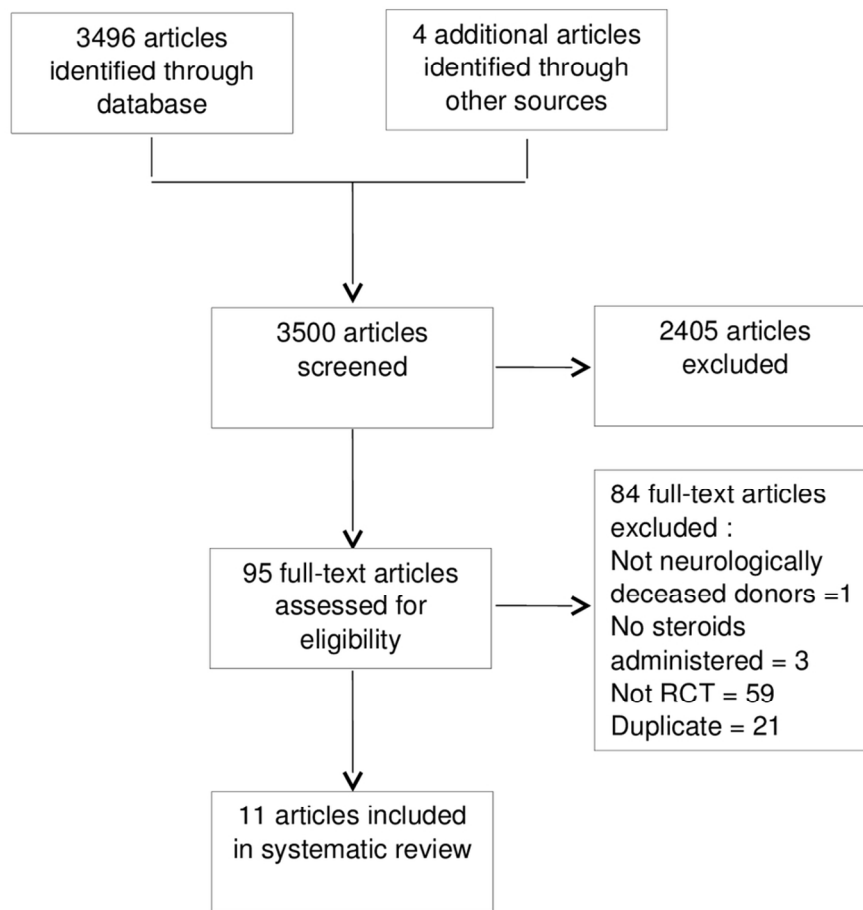 3496 articles
identified through
database
4 additional articles
identified through
other sources
3500 articles
screened
2405 articles
excluded
95 full-text articles
assessed for
eligibility
84 full-text articles
excluded :
Not neurologically
deceased donors =1
No steroids
administered = 3
Not RCT = 59
Duplicate = 21
11 articles included
in systematic review